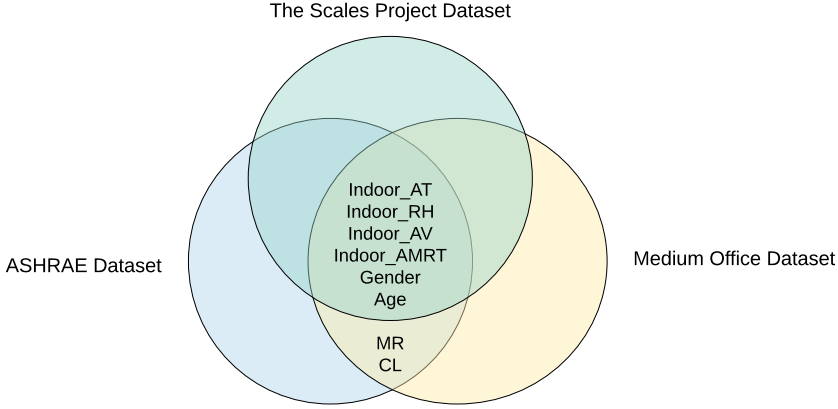 The Scales Project Dataset
Indoor_AT
Indoor_RH
Indoor_AV
Indoor_AMRT
Gender
Age
ASHRAE Dataset
Medium Office Dataset
MR
CL